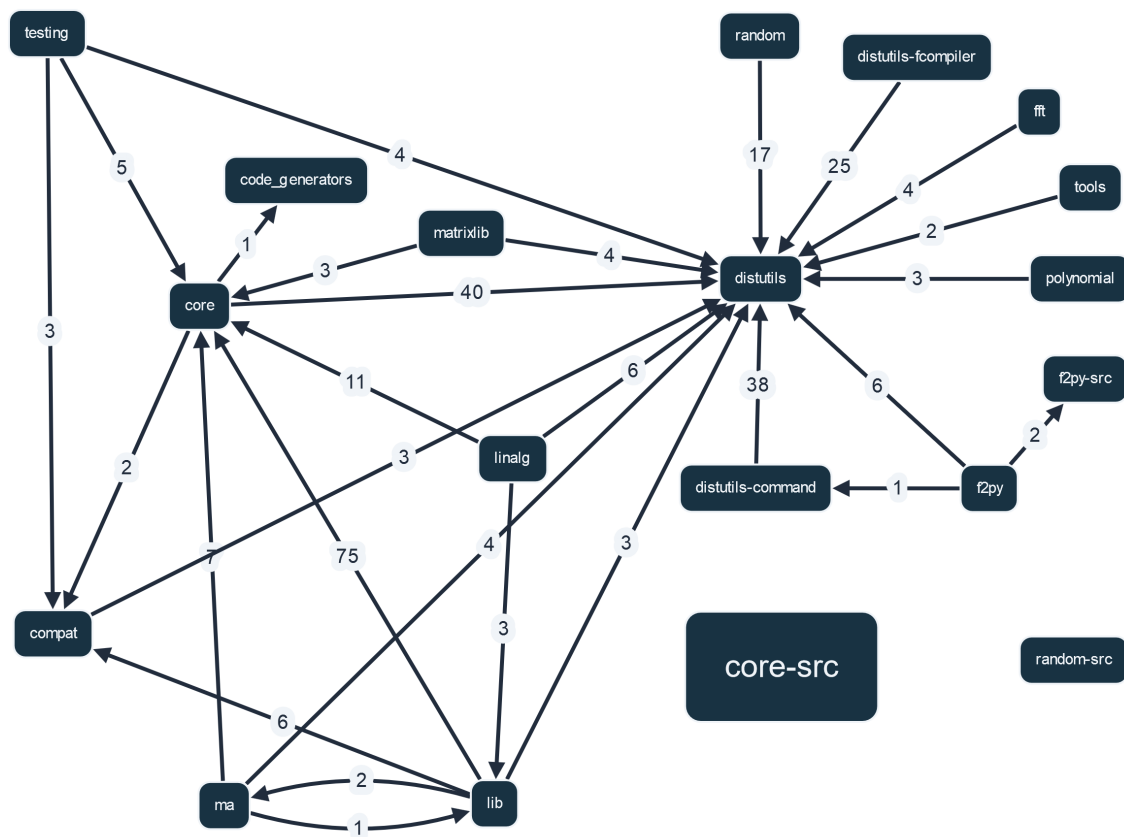 testing
random
distutils-fcompiler
fft
4
17
25
5
code_generators
4
tools
1
matrixlib
4
2
3
distutils
3
polynomial
core
40
3
6
11
38
6
f2py-src
2
3
linalg
2
distutils-command
1
f2py
7
75
4
3
compat
3
core-src
random-src
6
2
ma
lib
1